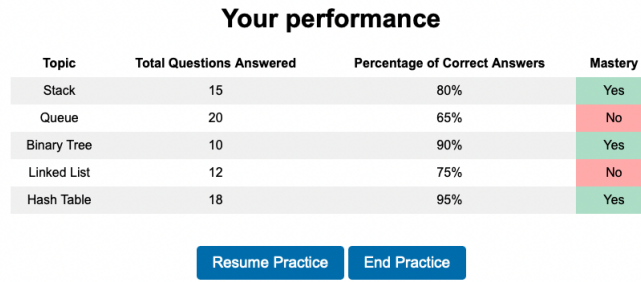 Your performance
Topic Total Questions Answered Percentage of Correct Answers Mastery
Stack 15 80% Yes
Queue 20 65% No
Binary Tree 10 90% Yes
Linked List 12 75% No
Hash Table 18 95% Yes
Resume Practice End Practice